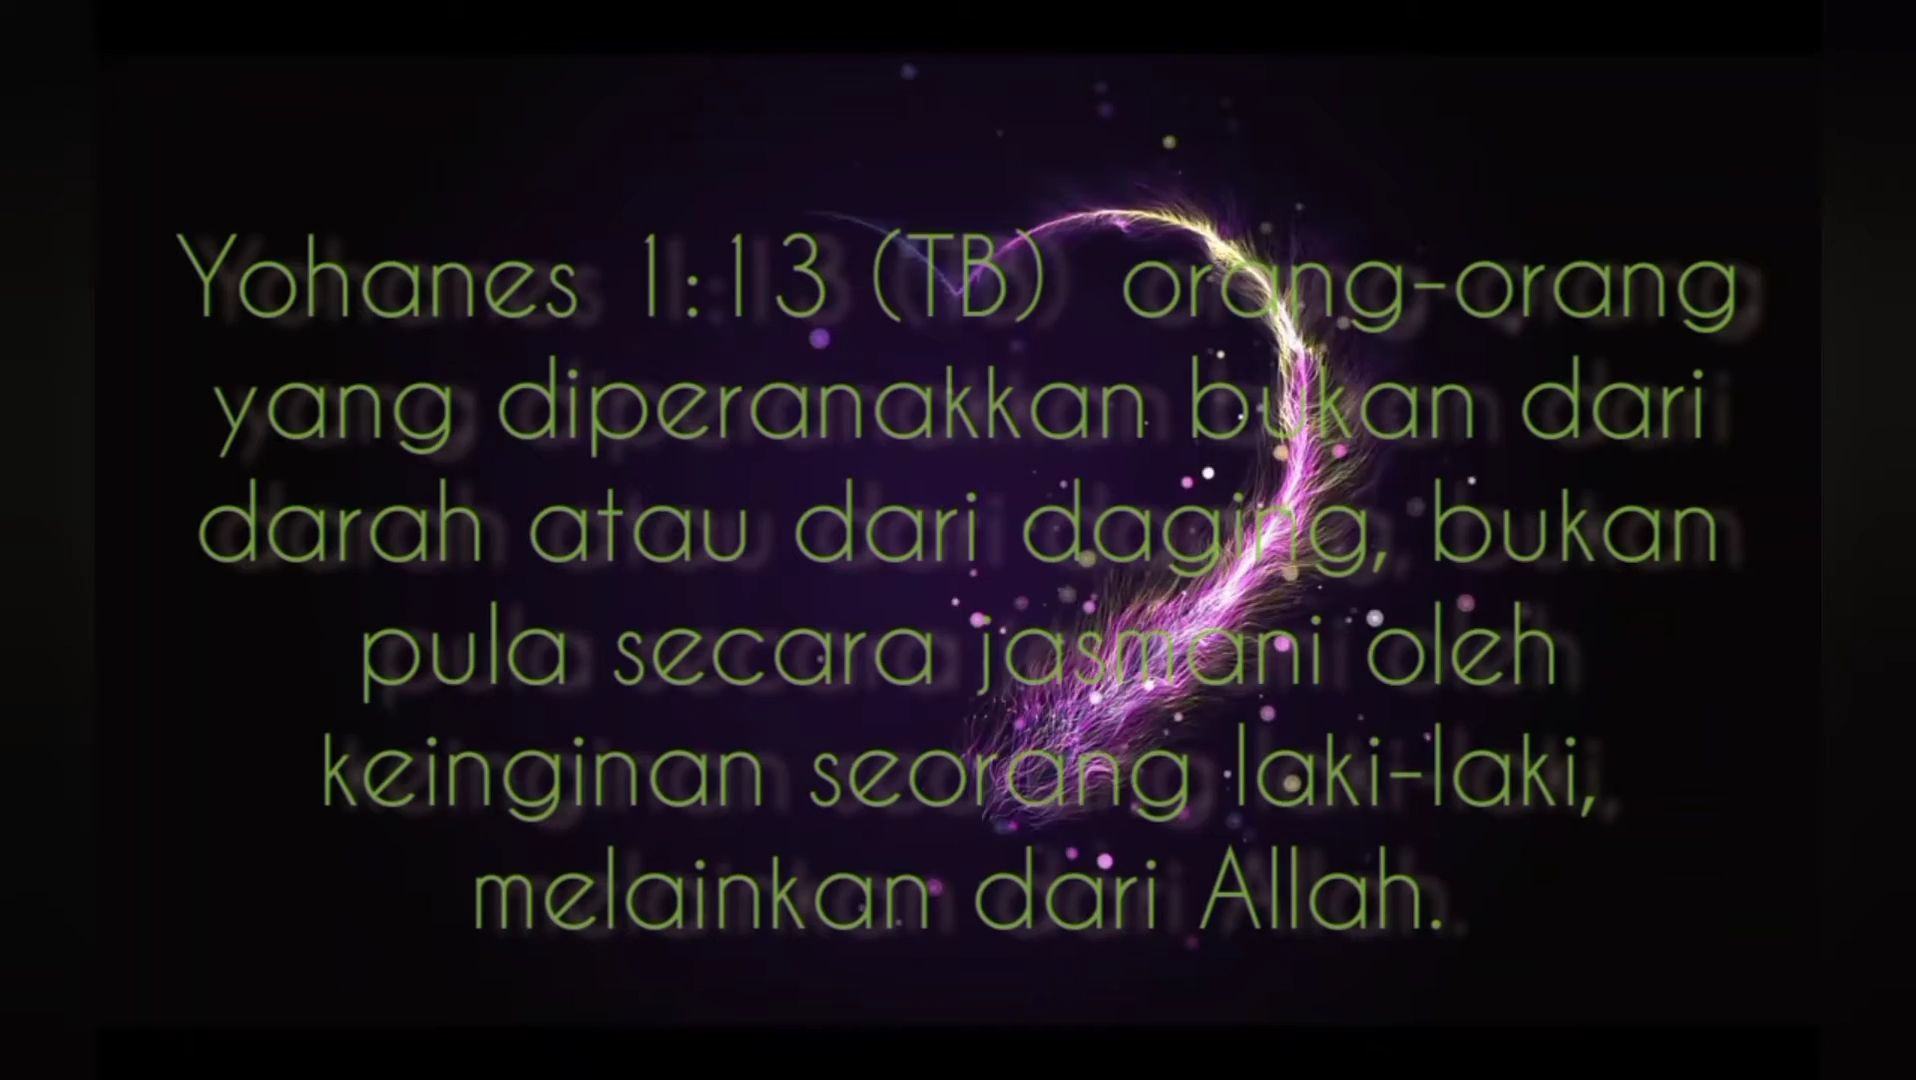 Yohanes 1:13 (TB) orang-orang
yang diperanakkan bukan dari
darah atau dari daging, bukan
pula secara jasmani oleh
keinginan seorang laki-laki,
melainkan dari Allah.